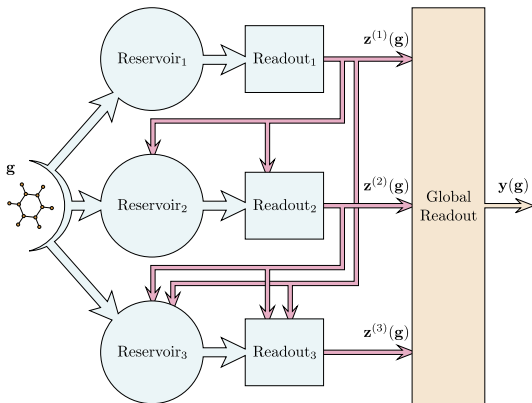 Reservoir₁ Readout₁ z⁽¹⁾(g)
g
Reservoir₂ Readout₂ z⁽²⁾(g)
Global
Readout
y(g)
Reservoir₃ Readout₃ z⁽³⁾(g)